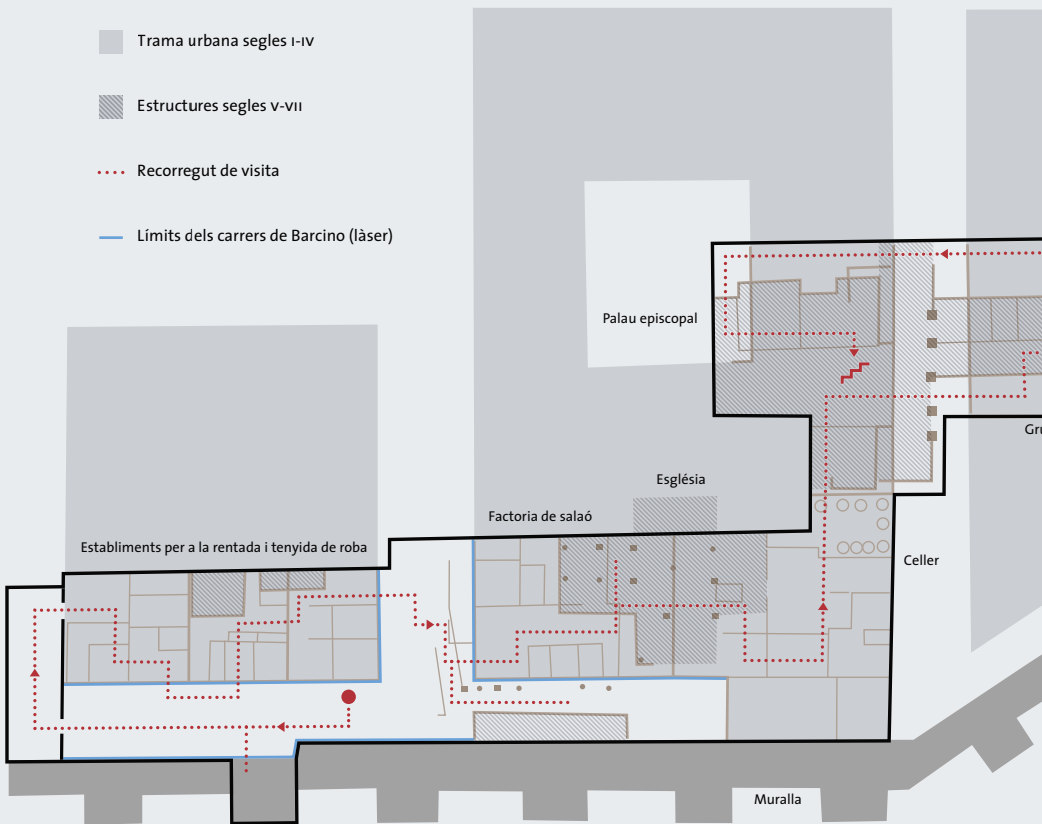 Trama urbana segles I-IV
Estructures segles V-VII
Recorregut de visita
Límits dels carrers de Barcino (làser)
Palau episcopal
Església
Factoria de salaó
Establiments per a la rentada i tenyida de roba
Celler
Muralla